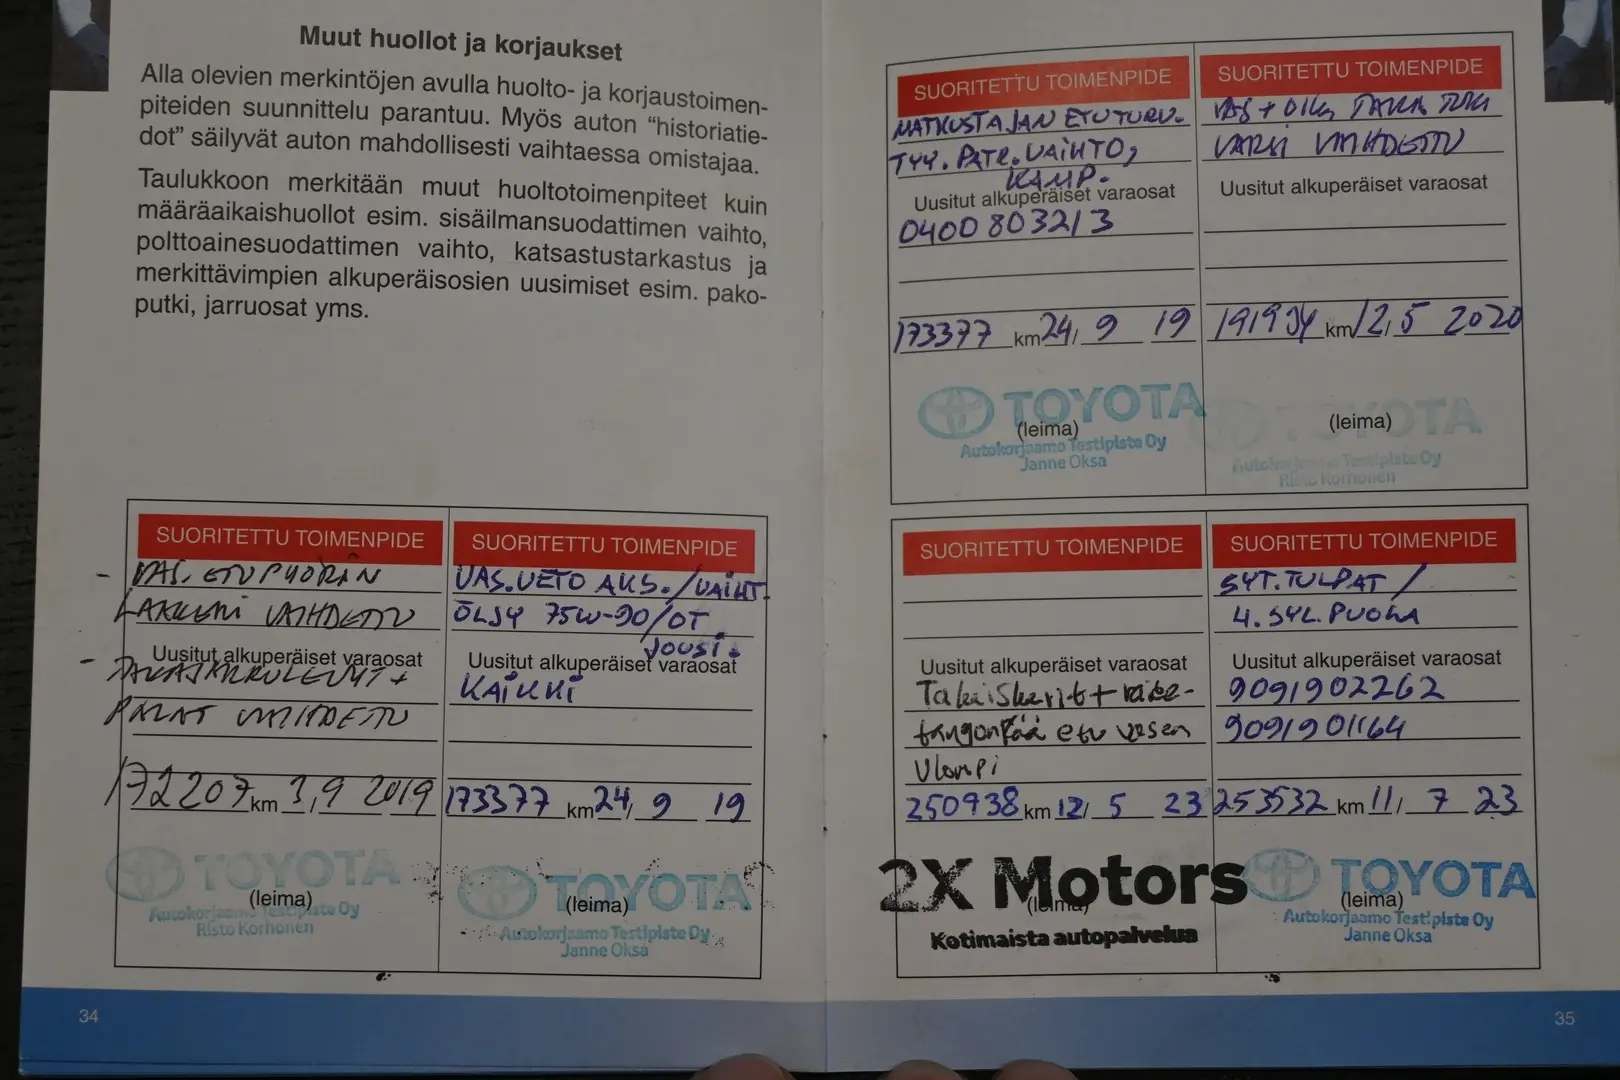 Muut huollot ja korjaukset
Alla olevien merkintöjen avulla huolto- ja korjaustoimen-
piteiden suunnittelu parantuu. Myös auton "historiatie-
dot" säilyvät auton mahdollisesti vaihtaessa omistajaa.
Taulukkoon merkitään muut huoltotoimenpiteet kuin
määräaikaishuollot esim. sisäilmansuodattimen vaihto,
polttoainesuodattimen vaihto, katsastustarkastus ja
merkittävimpien alkuperäisosien uusimiset esim. pako-
putki, jarruosat yms.
SUORITETTU TOIMENPIDE
- VAS. ETUPYÖRÄN
LAAKERI VAIHDETTU
Uusitut alkuperäiset varaosat
- TAKAJARRULEVYT +
PALAT VAIHDETTU
172207 km 3, 9 2019
TOYOTA
(leima)
Autokorjaamo Testipiste Oy
Risto Korhonen
SUORITETTU TOIMENPIDE
VAS. VETO AKS. / VAIHT.
ÖLJY 75W-90/OT
JOUSI.
Uusitut alkuperäiset varaosat
KAIKKI
173377 km 24, 9 19
TOYOTA
(leima)
Autokorjaamo Testipiste Oy
Janne Oksa
34
SUORITETTU TOIMENPIDE
MATKUSTAJAN ETUTURV.
TYY. PATR. VAIHTO,
KAMP.
Uusitut alkuperäiset varaosat
0400 803213
173377 km 24, 9 19
TOYOTA
(leima)
Autokorjaamo Testipiste Oy
Janne Oksa
SUORITETTU TOIMENPIDE
VAS + OIK, TAKA TUKI
VARSI VAIHDETTU
Uusitut alkuperäiset varaosat
km 12, 5 2020
TOYOTA
(leima)
Autokorjaamo Testipiste Oy
Risto Korhonen
SUORITETTU TOIMENPIDE
Uusitut alkuperäiset varaosat
Takaiskarit + raide-
tangonpää etu vasen
Ulompi
250938 km 12, 5 23
2X Motors
(leima)
Kotimaista autopalvelua
SUORITETTU TOIMENPIDE
SYT. TULPAT /
4. SYL. PUOLA
Uusitut alkuperäiset varaosat
9091902262
9091901164
253532 km 11, 7 23
TOYOTA
(leima)
Autokorjaamo Testipiste Oy
Janne Oksa
35